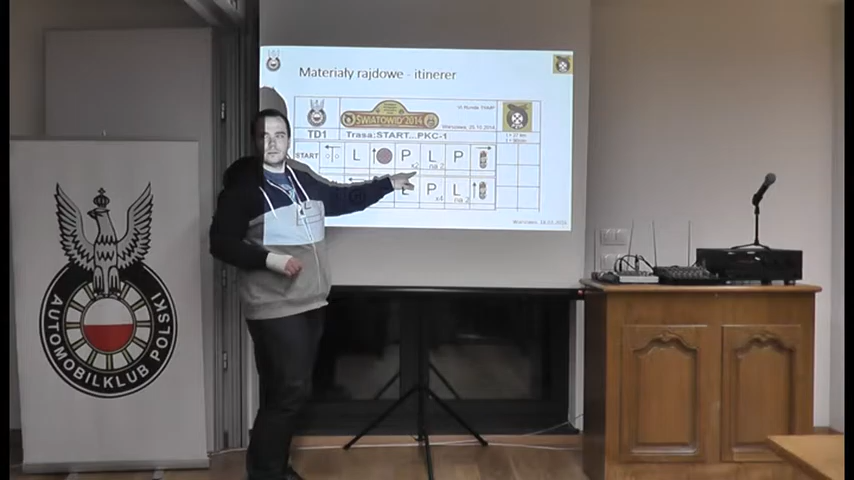 Materiały rajdowe - itinerer
ŚWIATOWID 2014
TD1
Trasa:START...PKC-1
START L P L P
x2 na 2
L P L
x4 na 2
AUTOMOBILKLUB POLSKI